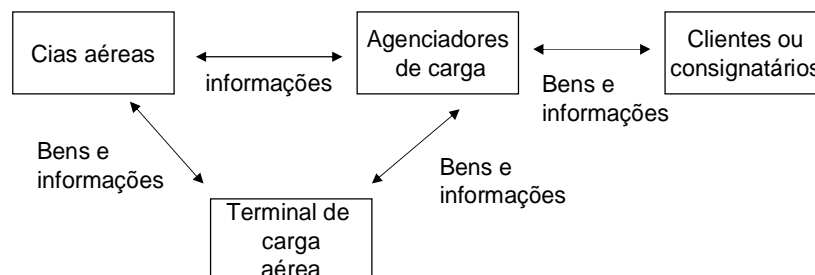 Cias aéreas
informações
Agenciadores
de carga
Bens e
informações
Clientes ou
consignatários
Bens e
informações
Bens e
informações
Terminal de
carga
aérea